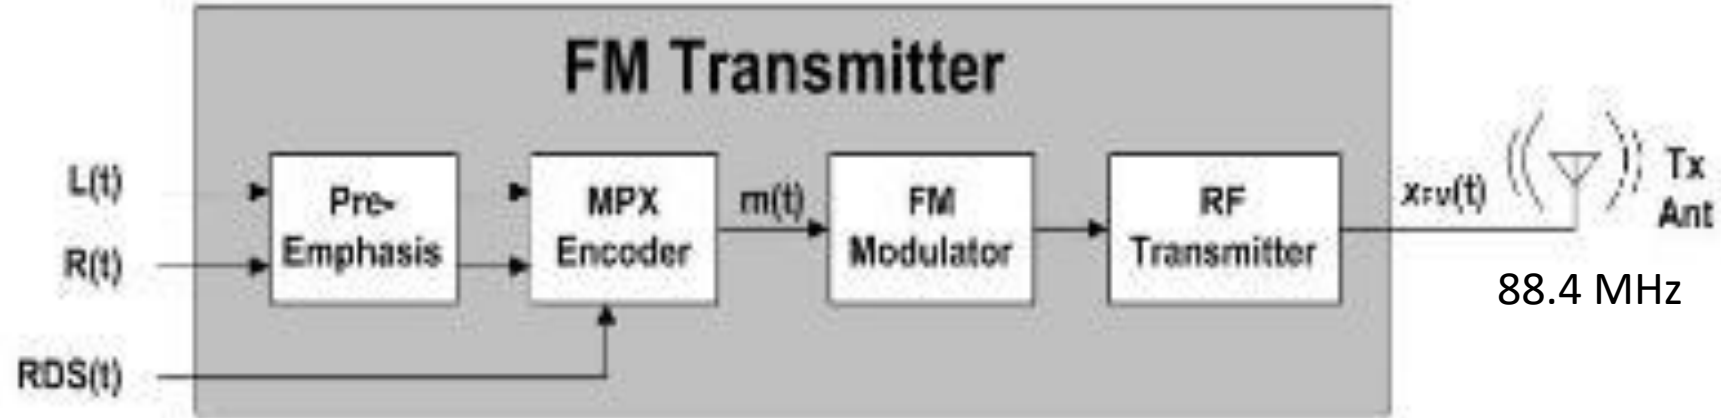 FM Transmitter
L(t)
R(t)
RDS(t)
Pre-
Emphasis
MPX
Encoder
m(t)
FM
Modulator
RF
Transmitter
Tx
Ant
88.4 MHz